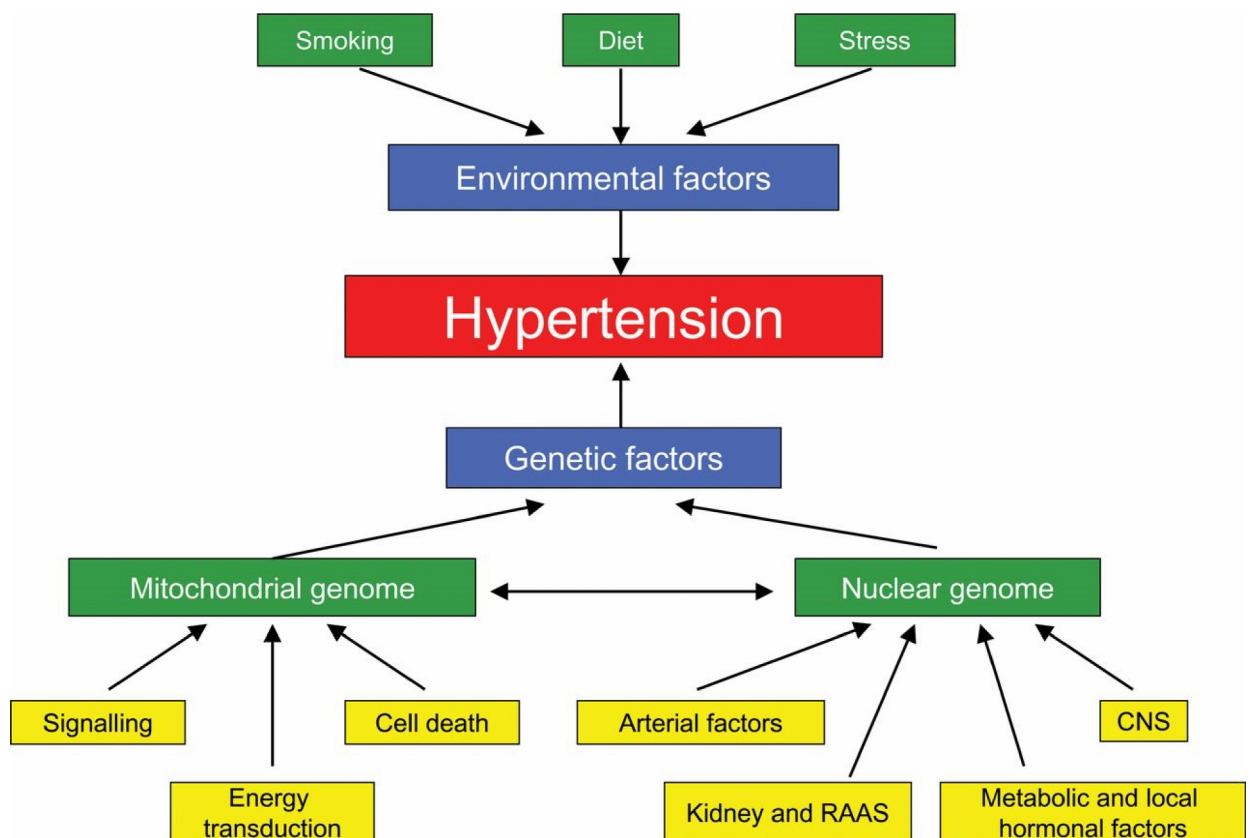 Smoking
Diet
Stress
Environmental factors
Hypertension
Genetic factors
Mitochondrial genome
Nuclear genome
Signalling
Cell death
Arterial factors
CNS
Energy
transduction
Kidney and RAAS
Metabolic and local
hormonal factors